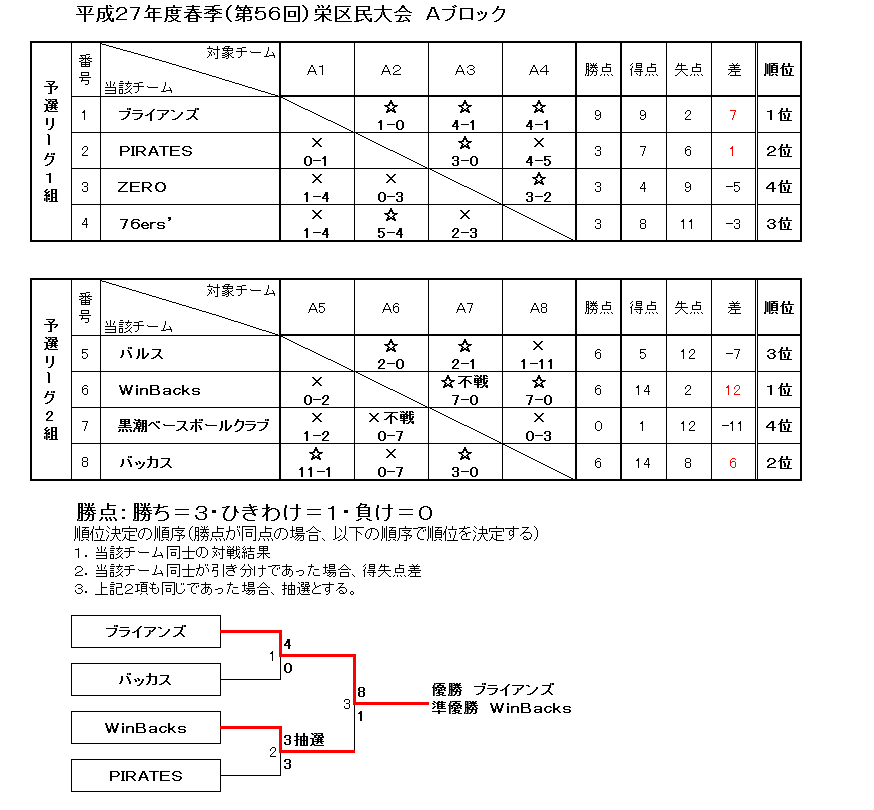 平成27年度春季(第56回)栄区民大会 Aブロック
予選リーグ1組
番号 対象チーム 当該チーム A1 A2 A3 A4 勝点 得点 失点 差 順位
1 ブライアンズ ☆ 1-0 ☆ 4-1 ☆ 4-1 9 9 2 7 1位
2 PIRATES × 0-1 ☆ 3-0 × 4-5 3 7 6 1 2位
3 ZERO × 1-4 × 0-3 ☆ 3-2 3 4 9 -5 4位
4 76ers' × 1-4 ☆ 5-4 × 2-3 3 8 11 -3 3位
予選リーグ2組
番号 対象チーム 当該チーム A5 A6 A7 A8 勝点 得点 失点 差 順位
5 バルス ☆ 2-0 ☆ 2-1 × 1-11 6 5 12 -7 3位
6 WinBacks × 0-2 ☆不戦 7-0 ☆ 7-0 6 14 2 12 1位
7 黒潮ベースボールクラブ × 1-2 ×不戦 0-7 × 0-3 0 1 12 -11 4位
8 バッカス ☆ 11-1 × 0-7 ☆ 3-0 6 14 8 6 2位
勝点:勝ち=3・ひきわけ=1・負け=0
順位決定の順序(勝点が同点の場合、以下の順序で順位を決定する)
1．当該チーム同士の対戦結果
2．当該チーム同士が引き分けであった場合、得失点差
3．上記2項も同じであった場合、抽選とする。
ブライアンズ 4
1
バッカス 0
WinBacks 3抽選
2
PIRATES 3
8
3
1
優勝 ブライアンズ
準優勝 WinBacks